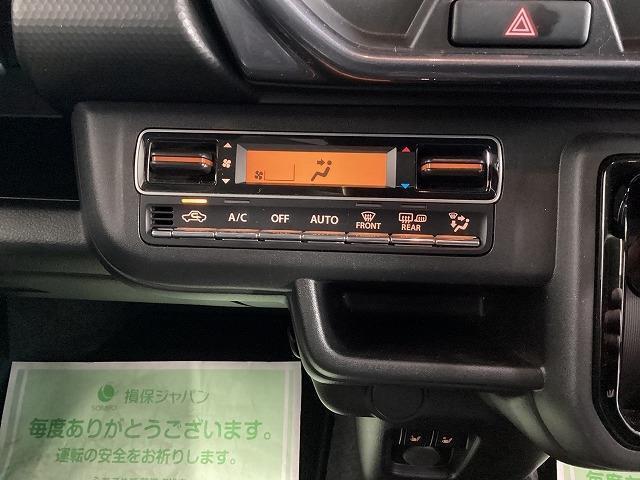 A/C OFF AUTO FRONT REAR
損保ジャパン
SOMPO
毎度ありがとうございます。
運転の安全をお祈りします。